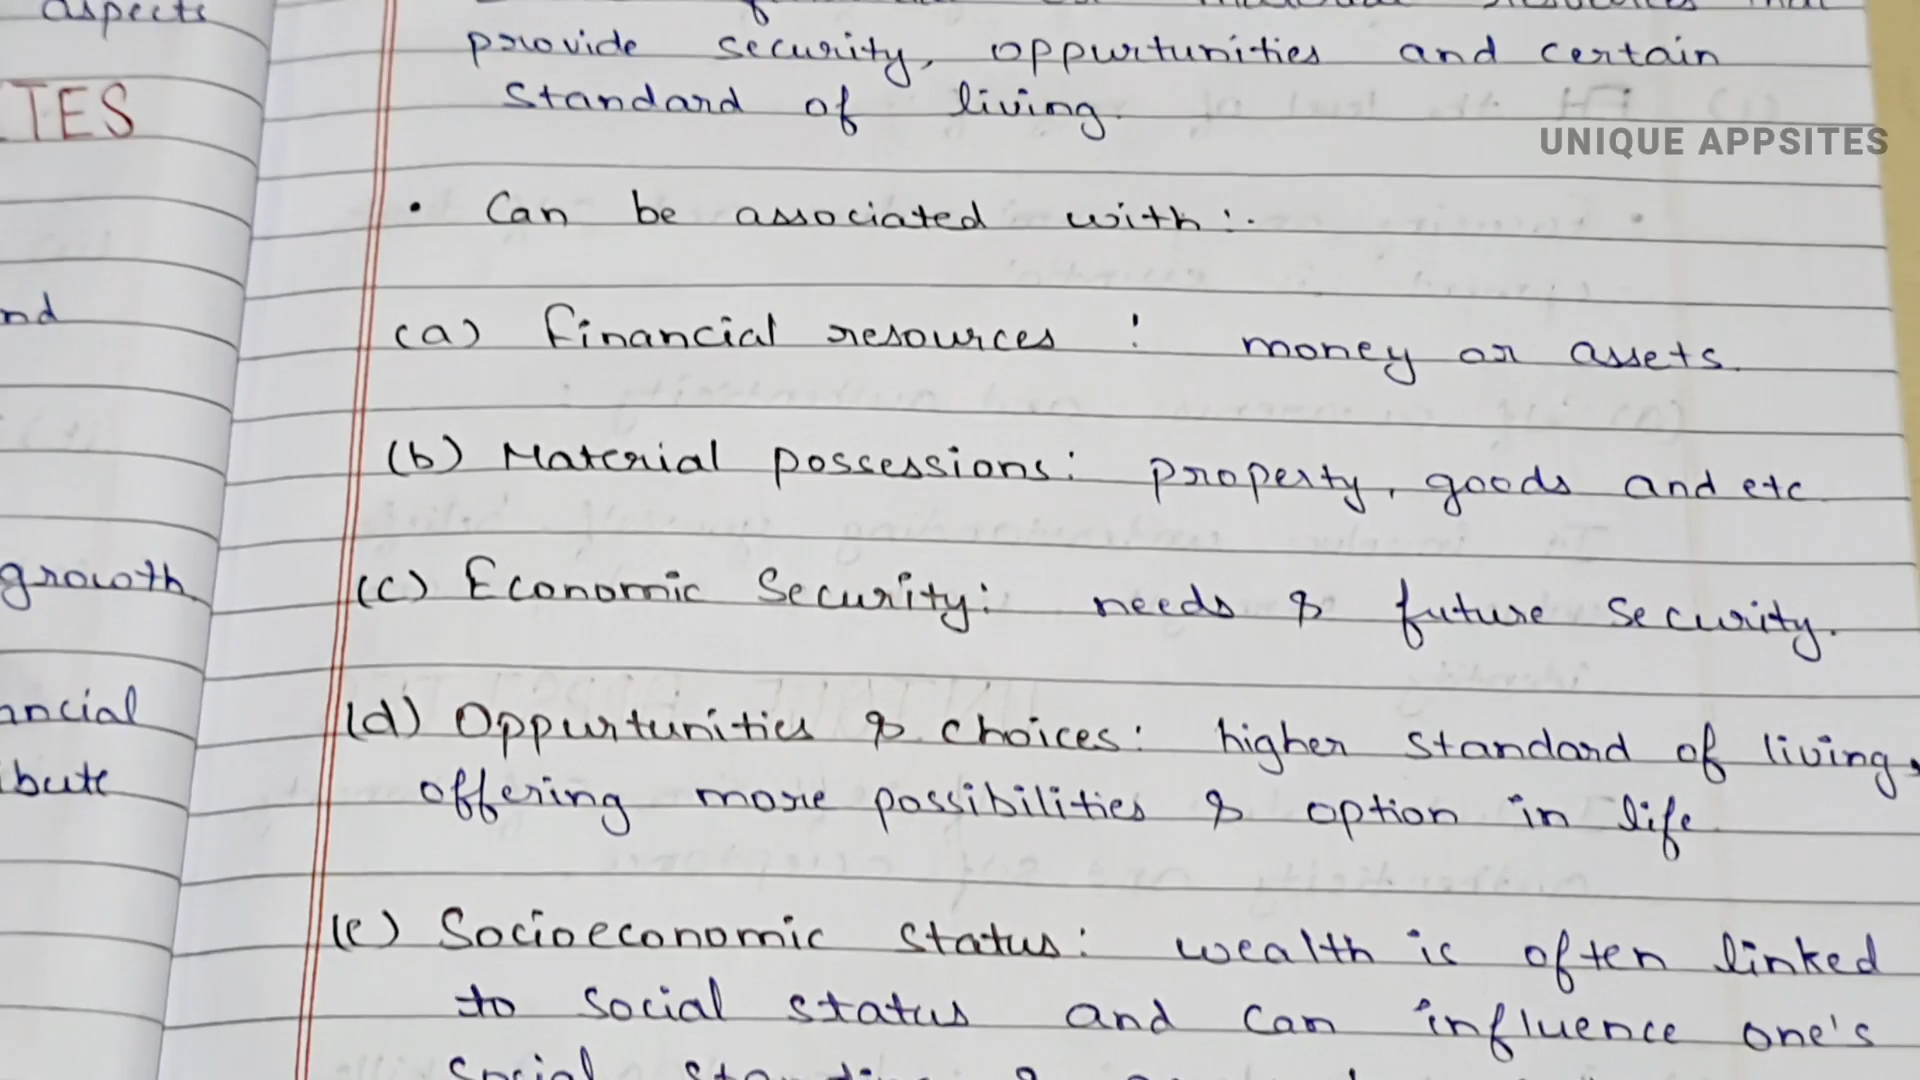 aspects
TES
nd
growth
ancial
bute
provide security, oppurtunities and certain
standard of living.
UNIQUE APPSITES
• Can be associated with:-
(a) Financial resources : money or assets.
(b) Material possessions: property, goods and etc
(c) Economic Security: needs & future security.
(d) Oppurtunities & choices: higher standard of living,
offering more possibilities & option in life
(e) Socioeconomic status: wealth is often linked
to social status and can influence one's
social